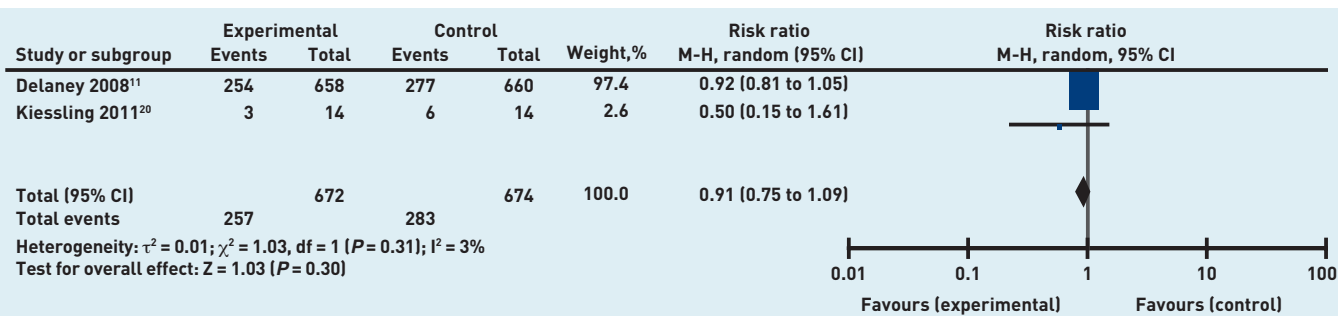 Experimental Control Risk ratio Risk ratio
Study or subgroup Events Total Events Total Weight,% M-H, random (95% CI) M-H, random, 95% CI
Delaney 2008¹¹ 254 658 277 660 97.4 0.92 (0.81 to 1.05)
Kiessling 2011²⁰ 3 14 6 14 2.6 0.50 (0.15 to 1.61)
Total (95% CI) 672 674 100.0 0.91 (0.75 to 1.09)
Total events 257 283
Heterogeneity: τ² = 0.01; χ² = 1.03, df = 1 (P = 0.31); I² = 3%
Test for overall effect: Z = 1.03 (P = 0.30)
0.01 0.1 1 10 100
Favours (experimental) Favours (control)